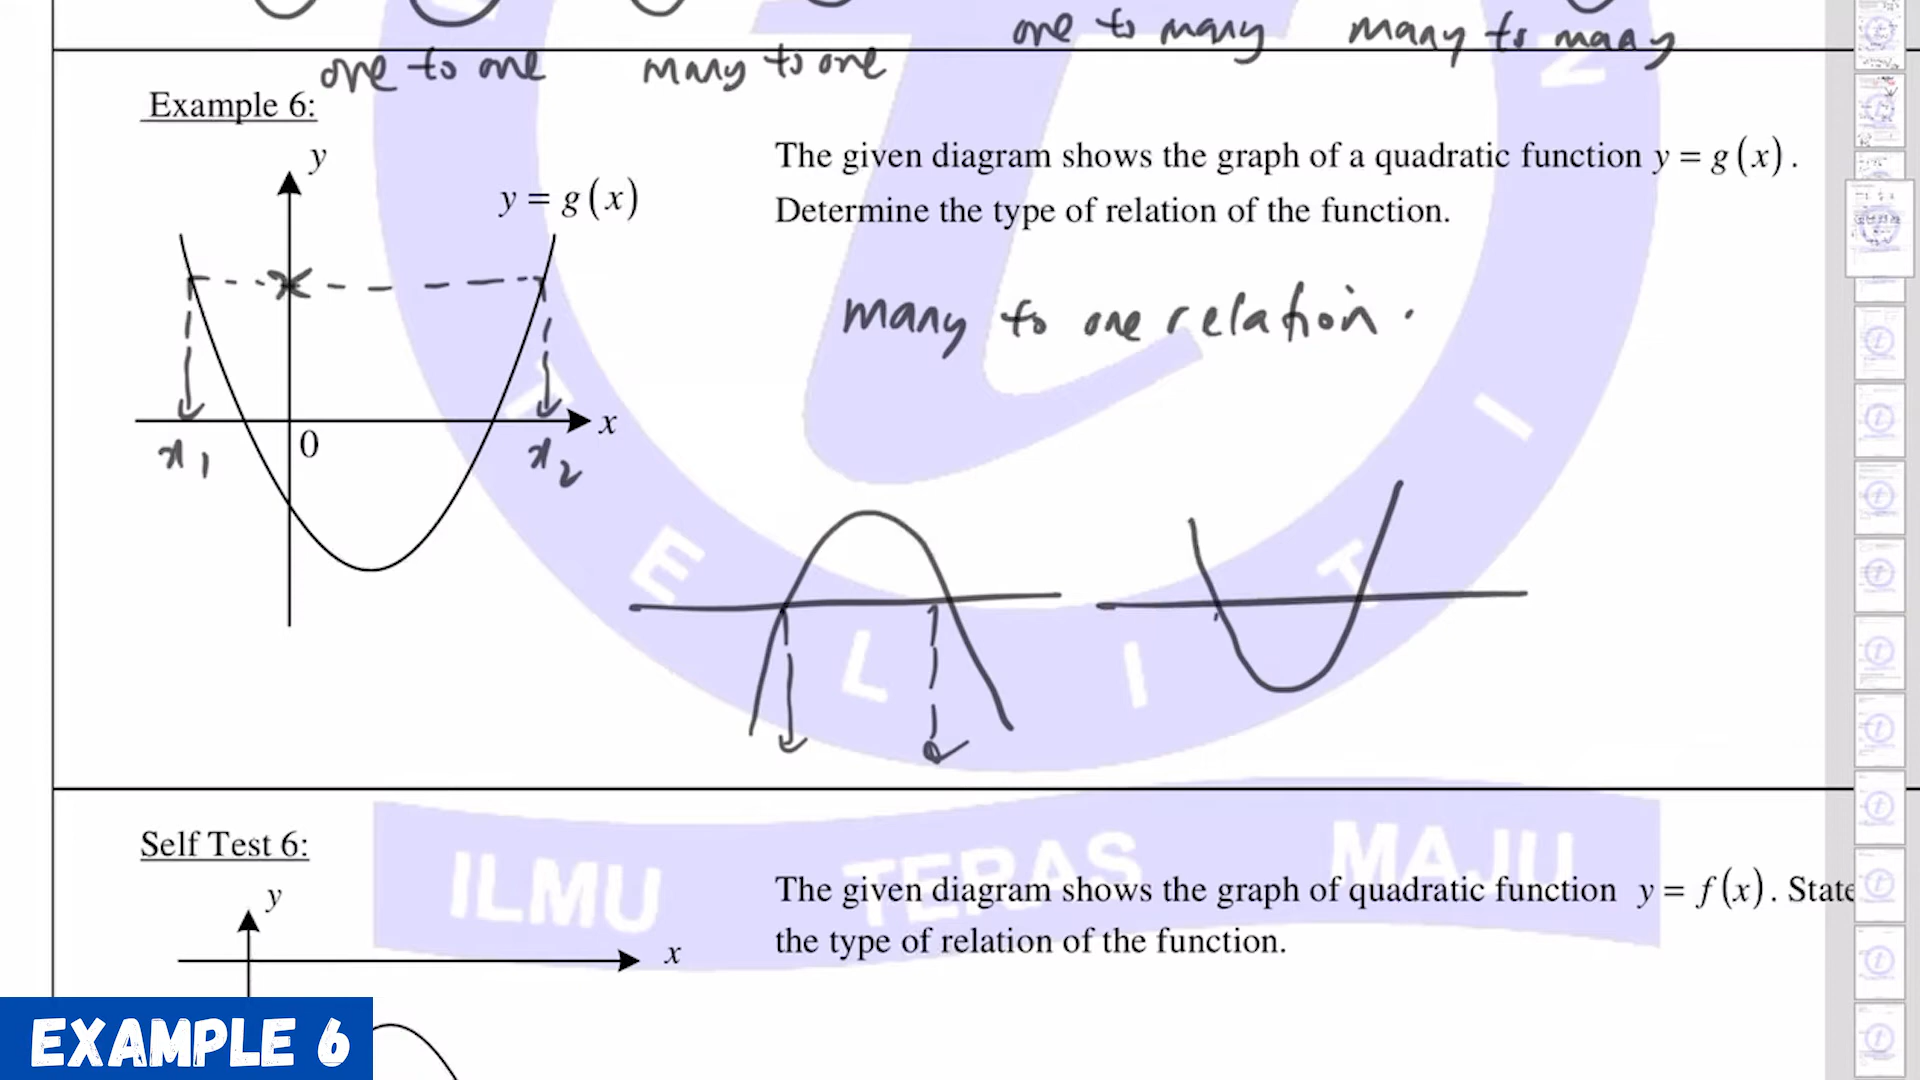 one to one
many to one
one to many
many to many
Example 6:
y
y = g(x)
x
0
x1
x2
The given diagram shows the graph of a quadratic function y = g(x).
Determine the type of relation of the function.
many to one relation.
TELITI
ILMU TERAS MAJU
Self Test 6:
y
x
The given diagram shows the graph of quadratic function y = f(x). State
the type of relation of the function.
EXAMPLE 6